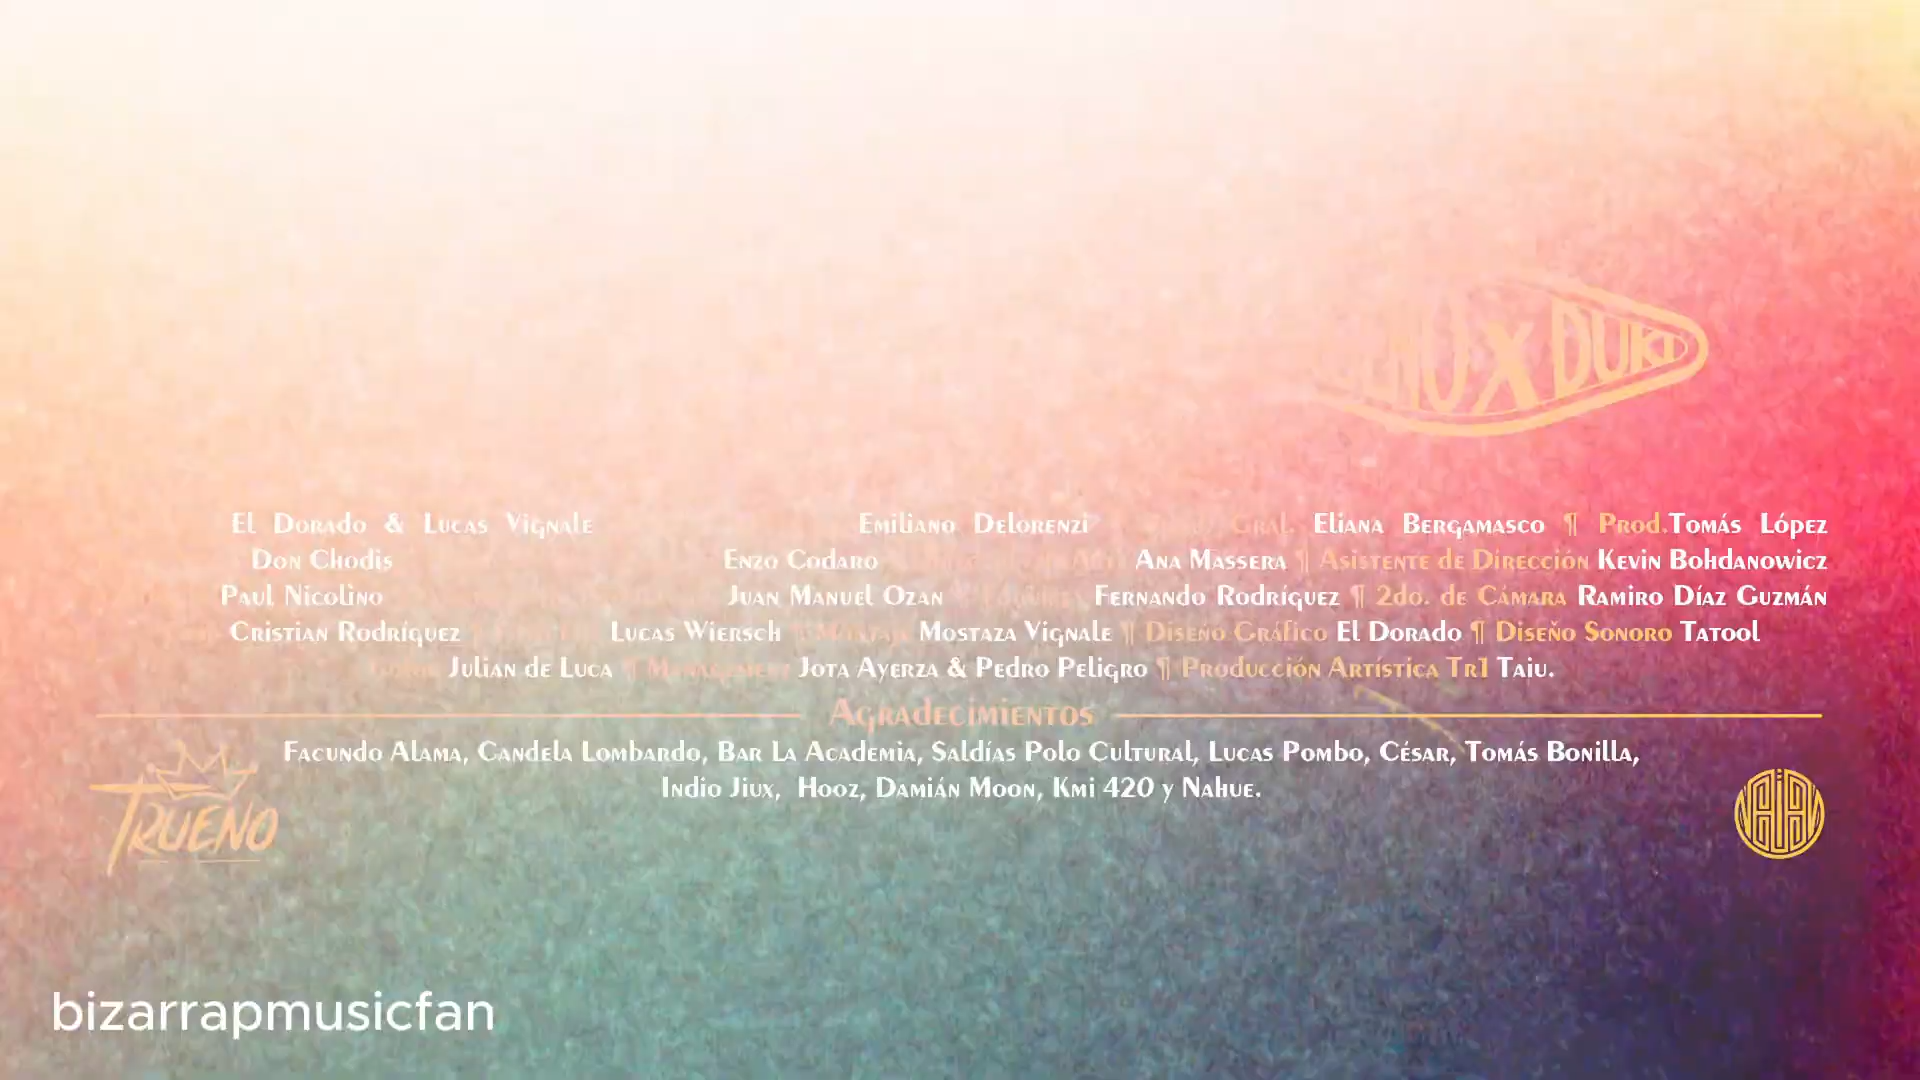 X DUKI
El Dorado & Lucas Vignale Emiliano Delorenzi Gral. Eliana Bergamasco ¶ Prod.Tomás López
Don Chodis Enzo Codaro Ana Massera ¶ Asistente de Dirección Kevin Bohdanowicz
Paul Nicolino Juan Manuel Ozan Fernando Rodríguez ¶ 2do. de Cámara Ramiro Díaz Guzmán
Cristian Rodríguez Lucas Wiersch ¶ Montaje Mostaza Vignale ¶ Diseño Gráfico El Dorado ¶ Diseño Sonoro Tatool
Julian de Luca ¶ Management Jota Ayerza & Pedro Peligro ¶ Producción Artística Tr1 Taiu.
Agradecimientos
Facundo Alama, Candela Lombardo, Bar La Academia, Saldías Polo Cultural, Lucas Pombo, César, Tomás Bonilla,
Indio Jiux, Hooz, Damián Moon, Kmi 420 y Nahue.
TRUENO
bizarrapmusicfan